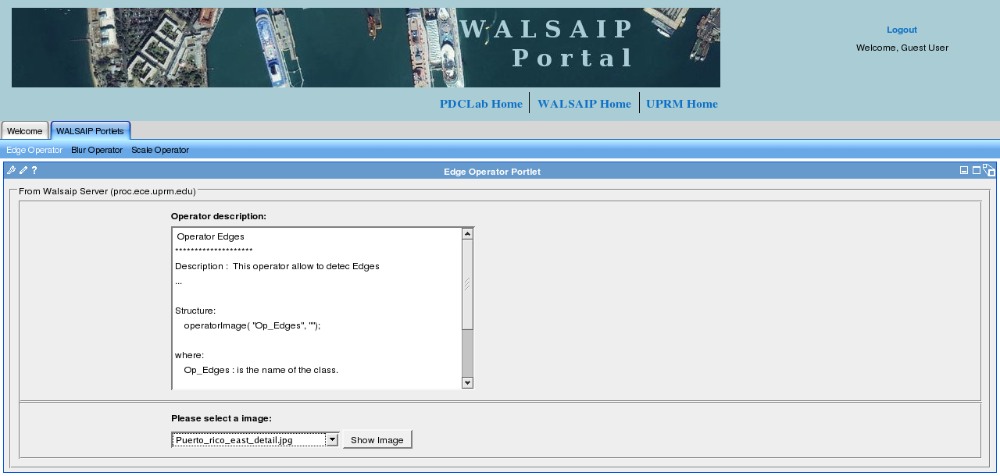 WALSAIP
Portal
Logout
Welcome, Guest User
PDCLab Home WALSAIP Home UPRM Home
Welcome WALSAIP Portlets
Edge Operator Blur Operator Scale Operator
? Edge Operator Portlet
From Walsaip Server (proc.ece.uprm.edu)
Operator description:
Operator Edges
********************
Description : This operator allow to detec Edges
...
Structure:
operatorImage( "Op_Edges", "");
where:
Op_Edges : is the name of the class.
Please select a image:
Puerto_rico_east_detail.jpg Show Image